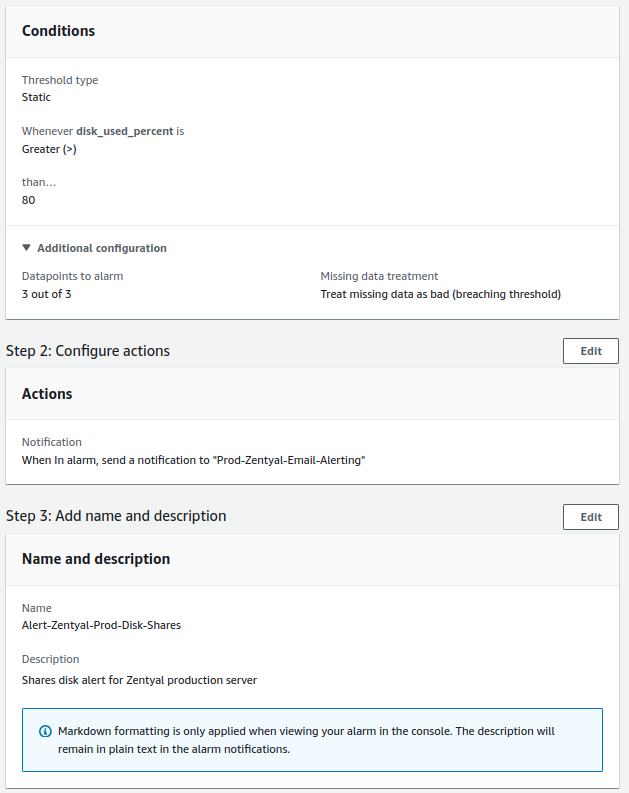 Conditions
Threshold type
Static
Whenever disk_used_percent is
Greater (>)
than...
80
Additional configuration
Datapoints to alarm
3 out of 3
Missing data treatment
Treat missing data as bad (breaching threshold)
Step 2: Configure actions
Edit
Actions
Notification
When In alarm, send a notification to "Prod-Zentyal-Email-Alerting"
Step 3: Add name and description
Edit
Name and description
Name
Alert-Zentyal-Prod-Disk-Shares
Description
Shares disk alert for Zentyal production server
Markdown formatting is only applied when viewing your alarm in the console. The description will
remain in plain text in the alarm notifications.